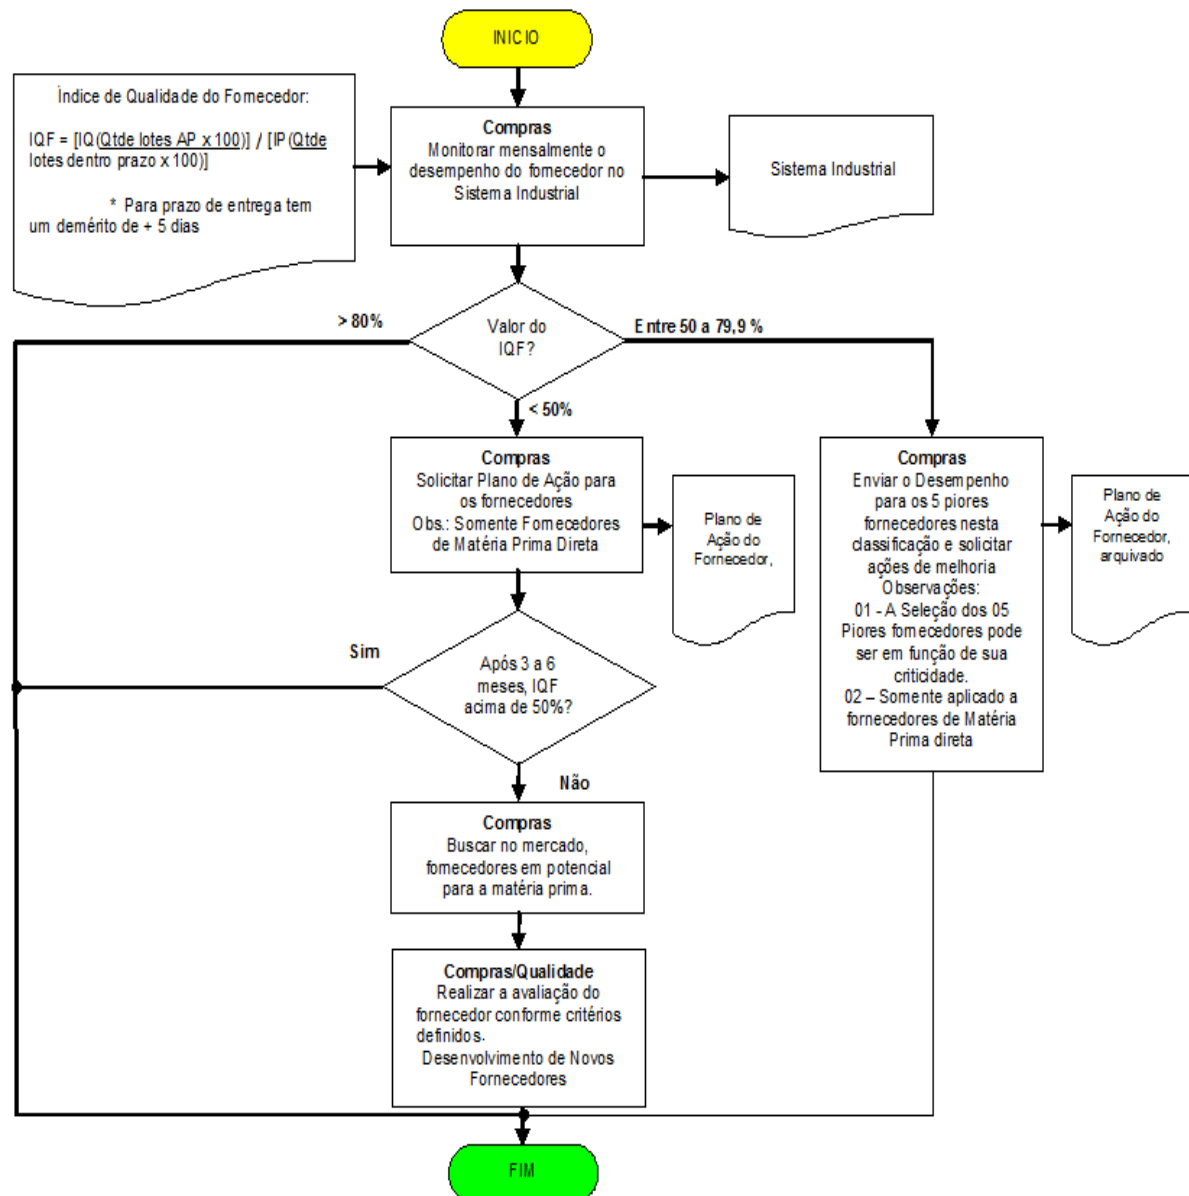 INICIO
Índice de Qualidade do Fornecedor:
IQF = [IQ(Qtde lotes AP x 100)] / [IP(Qtde
lotes dentro prazo x 100)]
* Para prazo de entrega tem
um demérito de + 5 dias
Compras
Monitorar mensalmente o
desempenho do fornecedor no
Sistema Industrial
Sistema Industrial
> 80%
Valor do
IQF?
Entre 50 a 79,9 %
< 50%
Compras
Solicitar Plano de Ação para
os fornecedores
Obs.: Somente Fornecedores
de Matéria Prima Direta
Plano de
Ação do
Fornecedor,
Compras
Enviar o Desempenho
para os 5 piores
fornecedores nesta
classificação e solicitar
ações de melhoria
Observações:
01 - A Seleção dos 05
Piores fornecedores pode
ser em função de sua
criticidade.
02 – Somente aplicado a
fornecedores de Matéria
Prima direta
Plano de
Ação do
Fornecedor,
arquivado
Sim
Após 3 a 6
meses, IQF
acima de 50%?
Não
Compras
Buscar no mercado,
fornecedores em potencial
para a matéria prima.
Compras/Qualidade
Realizar a avaliação do
fornecedor conforme critérios
definidos.
Desenvolvimento de Novos
Fornecedores
FIM